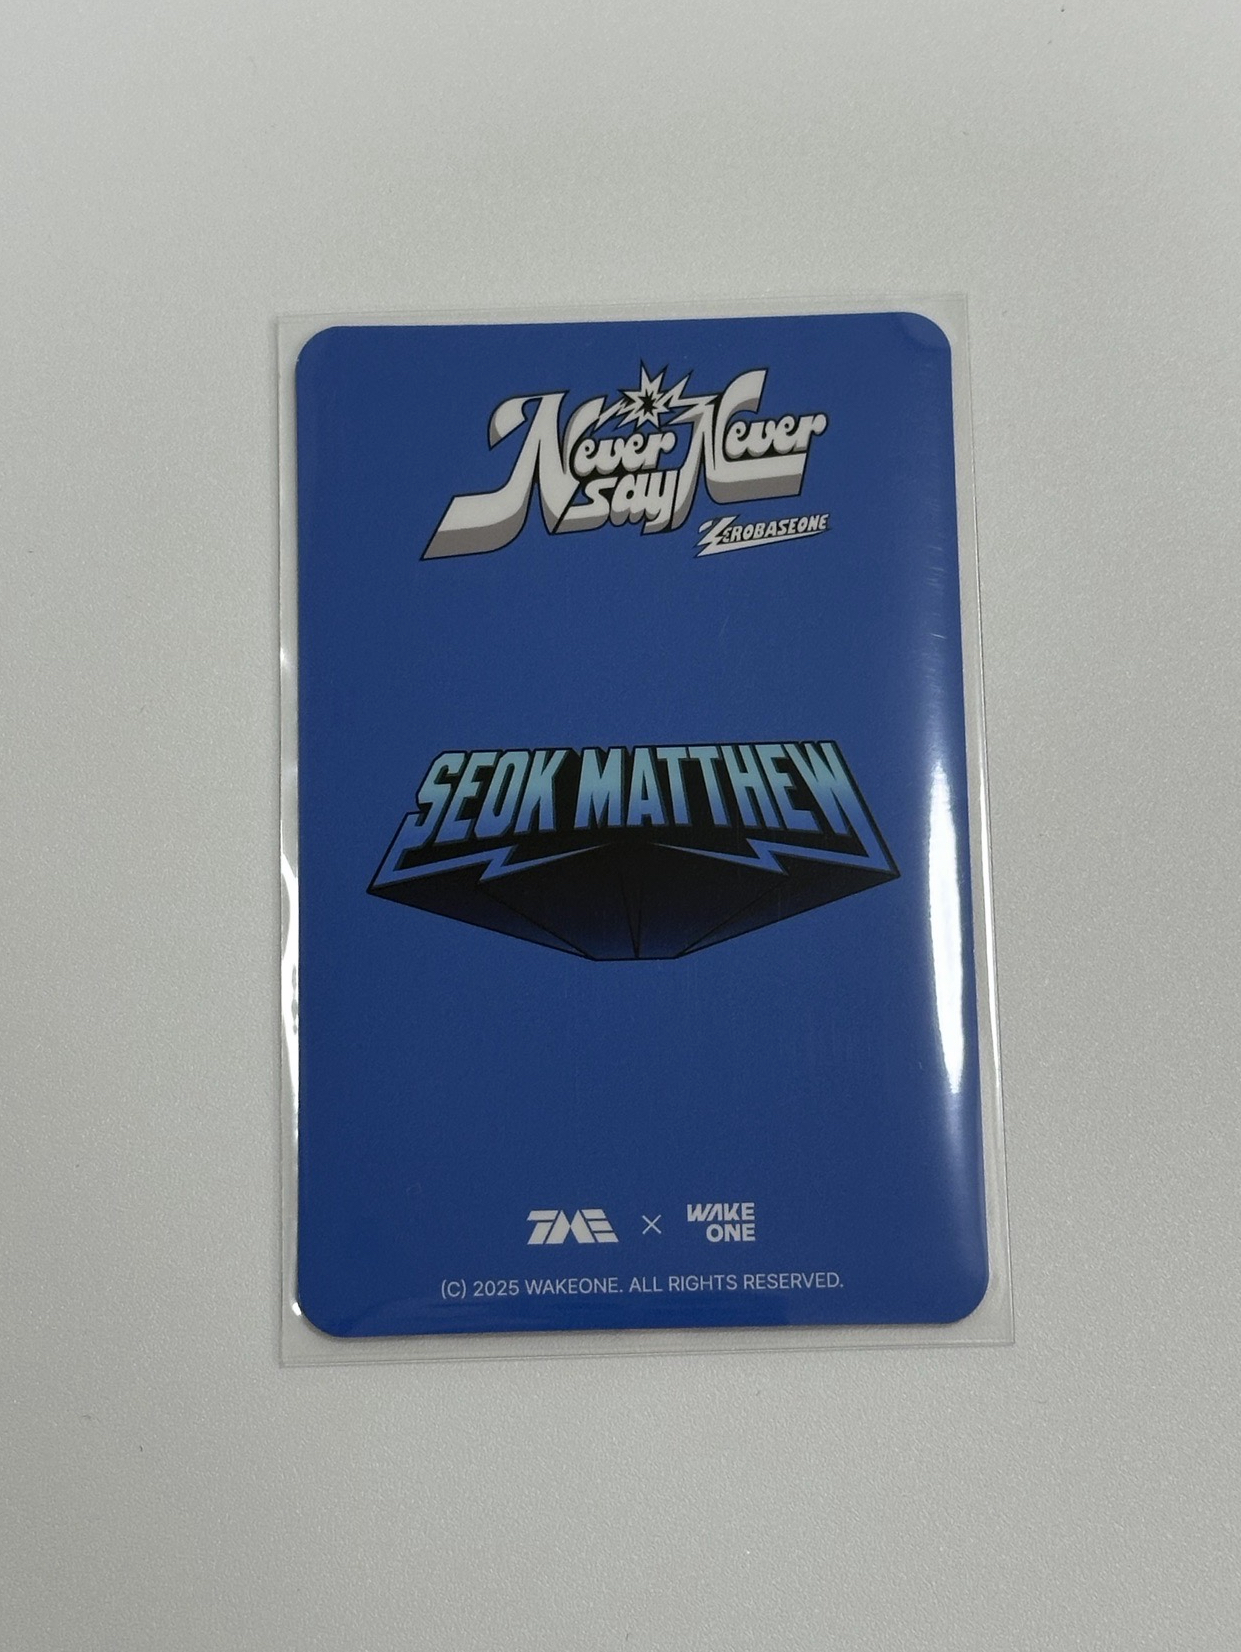 Never Never
say
ZEROBASEONE
SEOK MATTHEW
TME × WAKE ONE
(C) 2025 WAKEONE. ALL RIGHTS RESERVED.